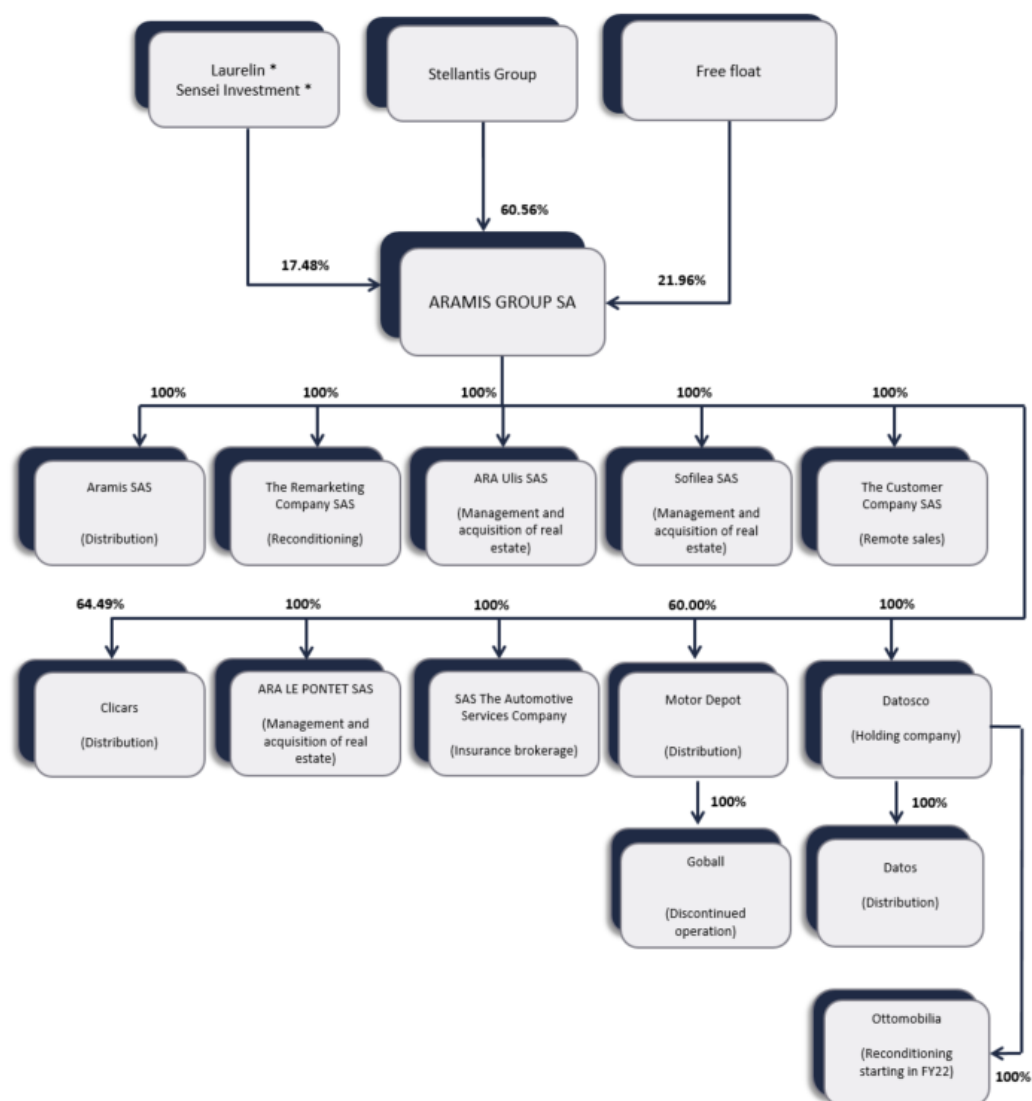 Laurelin *
Sensei Investment *
Stellantis Group
Free float
60.56%
17.48%
21.96%
ARAMIS GROUP SA
100%
100%
100%
100%
100%
Aramis SAS
(Distribution)
The Remarketing
Company SAS
(Reconditioning)
ARA Ulis SAS
(Management and
acquisition of real
estate)
Sofilea SAS
(Management and
acquisition of real
estate)
The Customer
Company SAS
(Remote sales)
64.49%
100%
100%
60.00%
100%
Clicars
(Distribution)
ARA LE PONTET SAS
(Management and
acquisition of real
estate)
SAS The Automotive
Services Company
(Insurance brokerage)
Motor Depot
(Distribution)
Datosco
(Holding company)
100%
100%
Goball
(Discontinued
operation)
Datos
(Distribution)
Ottomobilia
(Reconditioning
starting in FY22)
100%